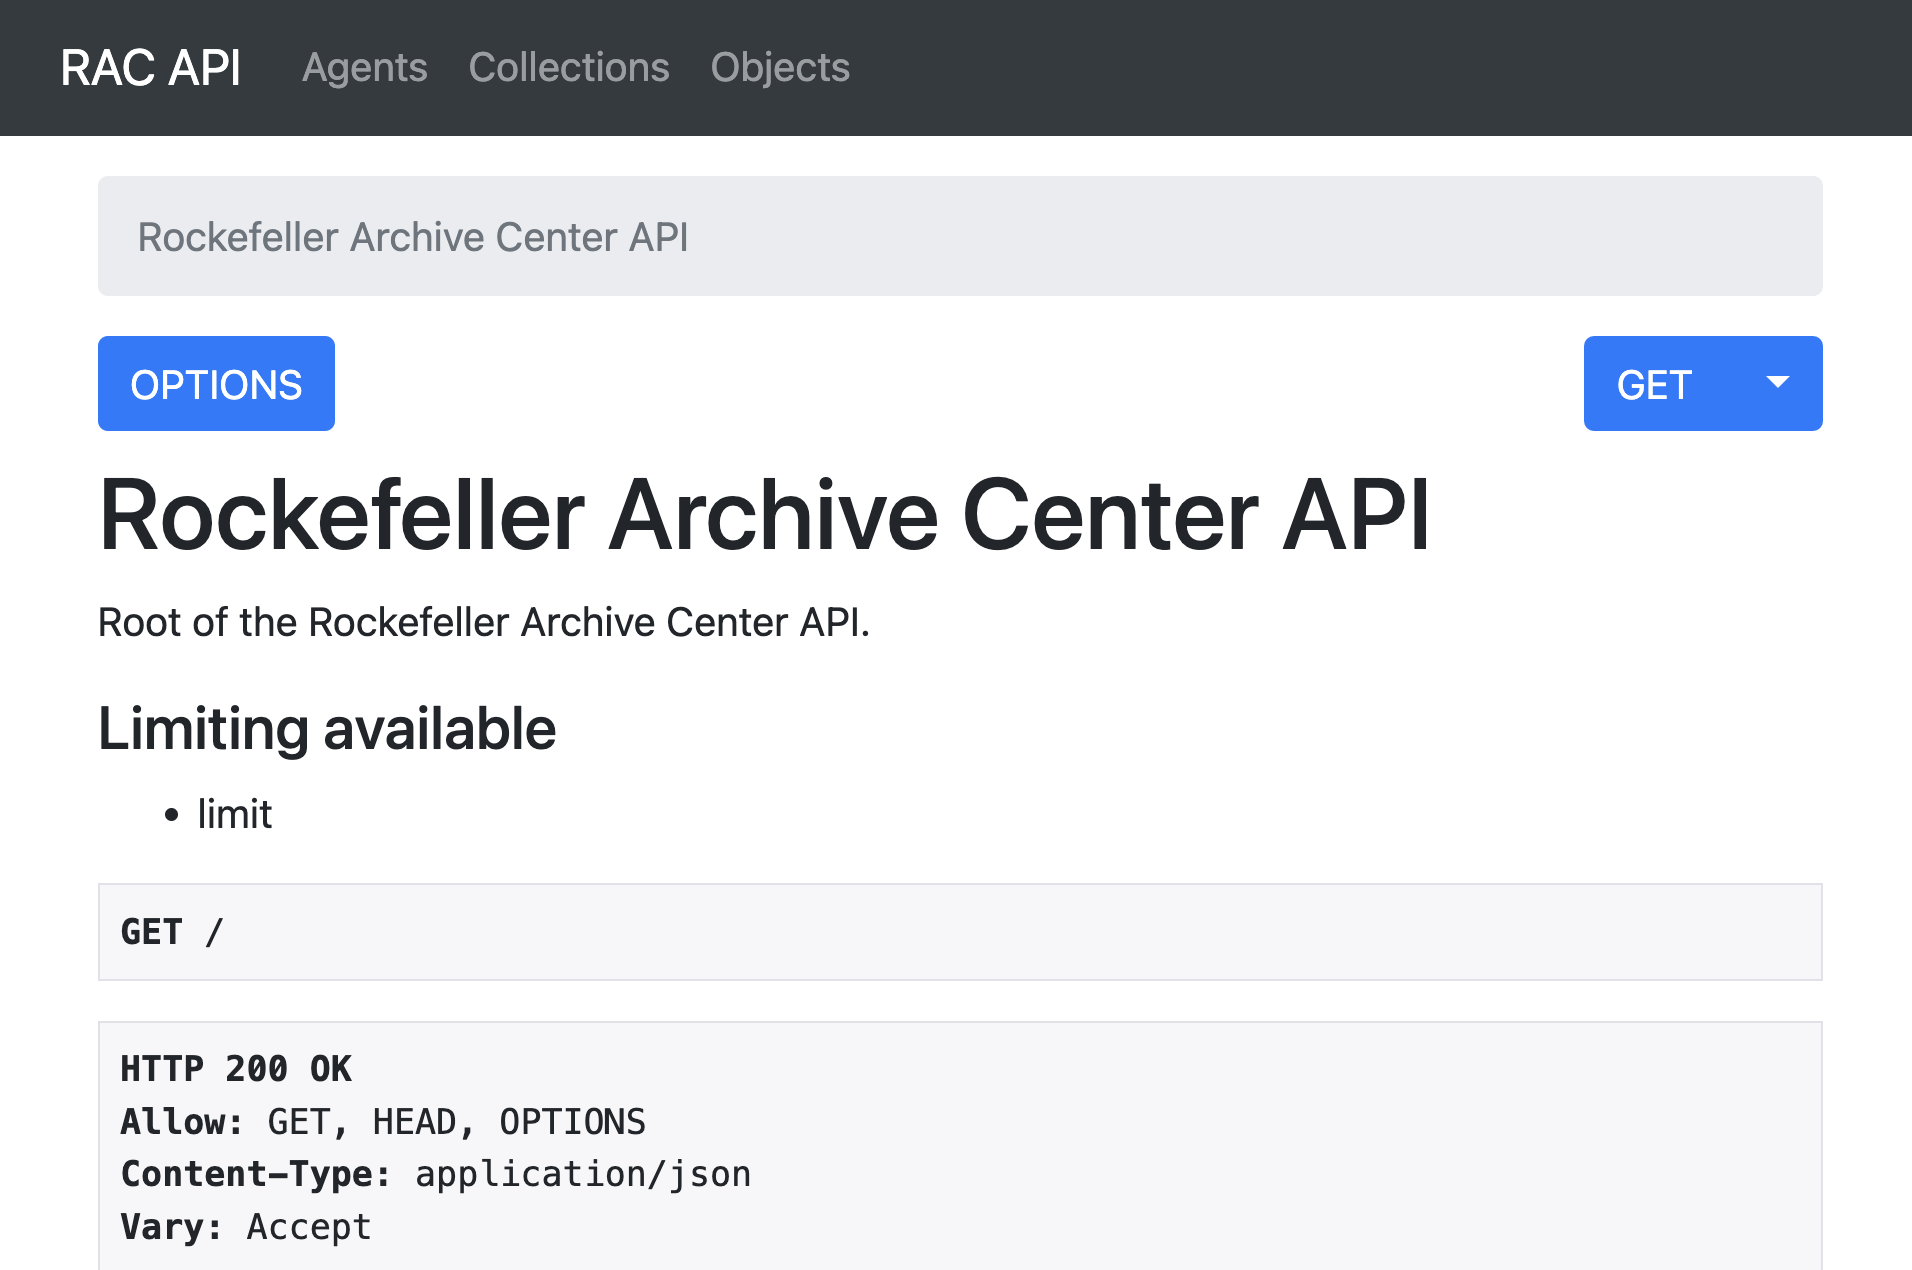 RAC API Agents Collections Objects
Rockefeller Archive Center API
OPTIONS GET
Rockefeller Archive Center API
Root of the Rockefeller Archive Center API.
Limiting available
• limit
GET /
HTTP 200 OK
Allow: GET, HEAD, OPTIONS
Content-Type: application/json
Vary: Accept